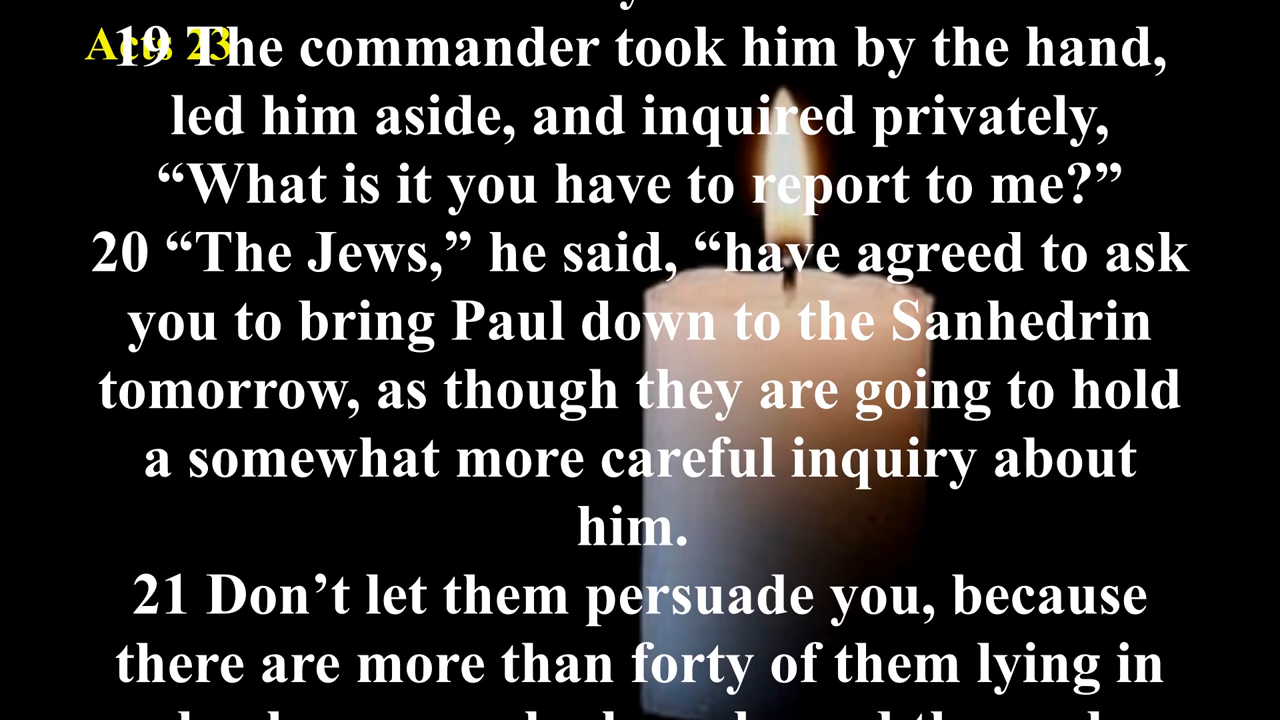 Acts 23
19 The commander took him by the hand,
led him aside, and inquired privately,
“What is it you have to report to me?”
20 “The Jews,” he said, “have agreed to ask
you to bring Paul down to the Sanhedrin
tomorrow, as though they are going to hold
a somewhat more careful inquiry about
him.
21 Don’t let them persuade you, because
there are more than forty of them lying in